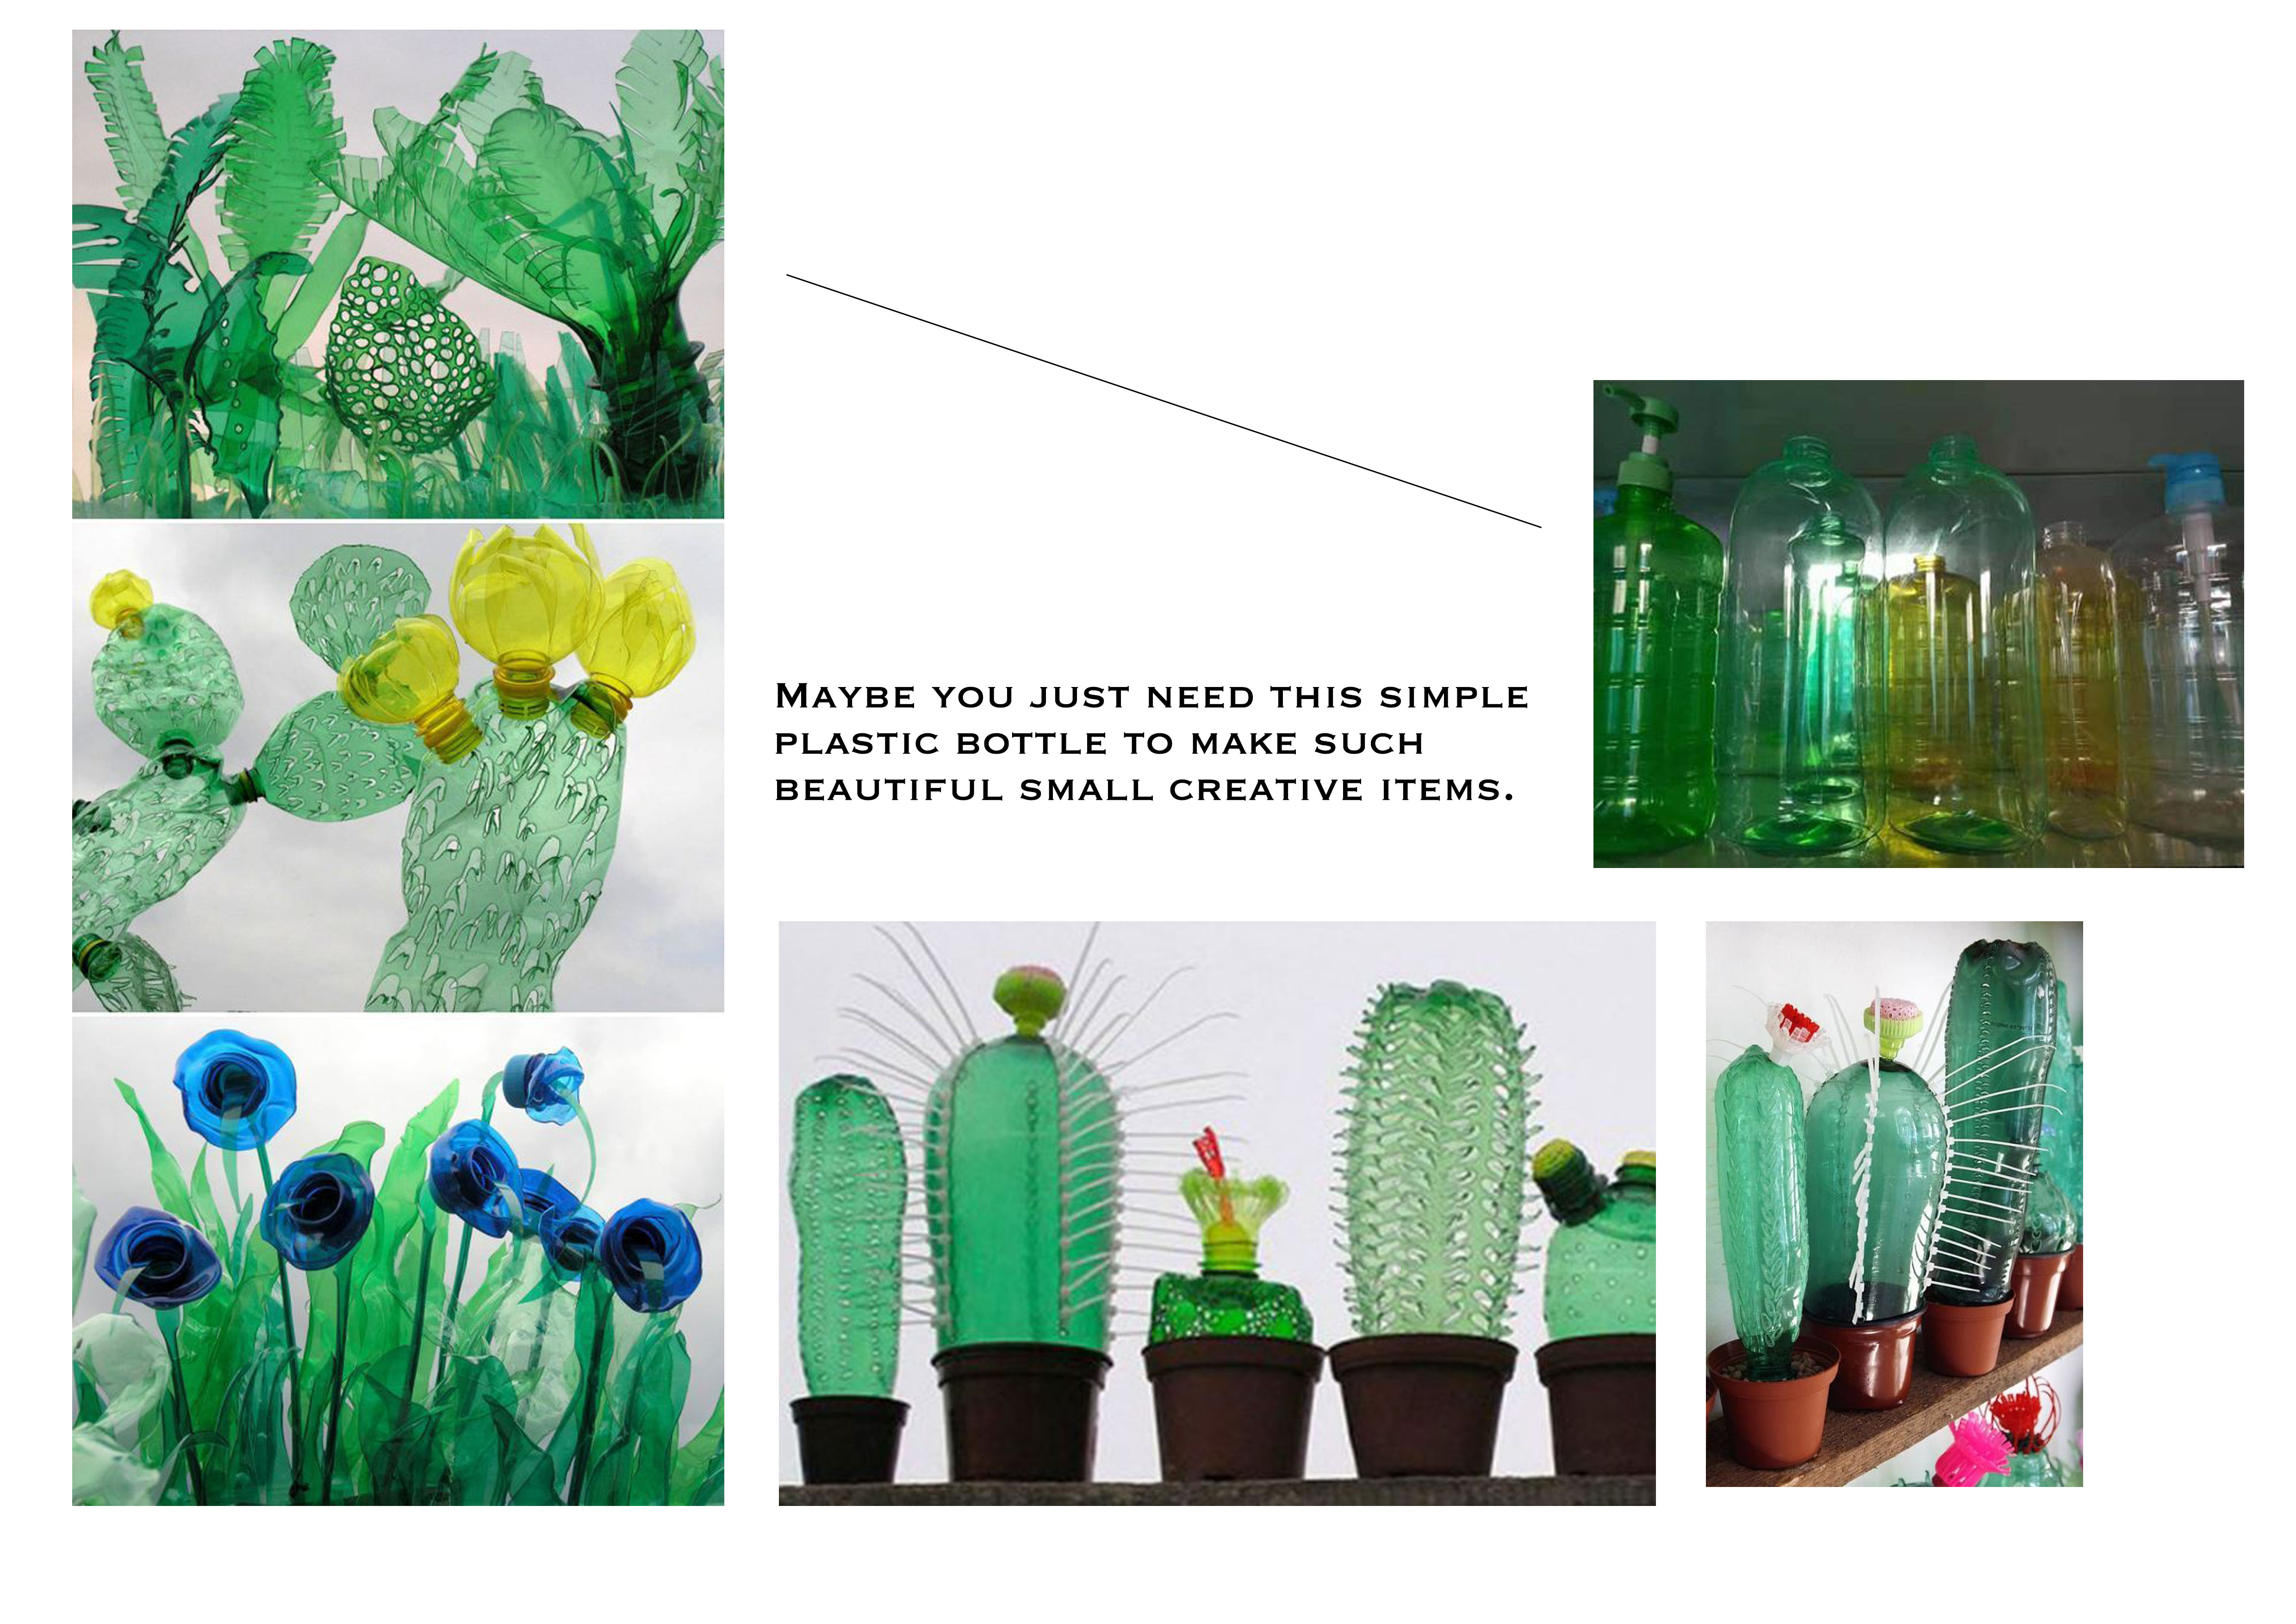 Maybe you just need this simple
plastic bottle to make such
beautiful small creative items.